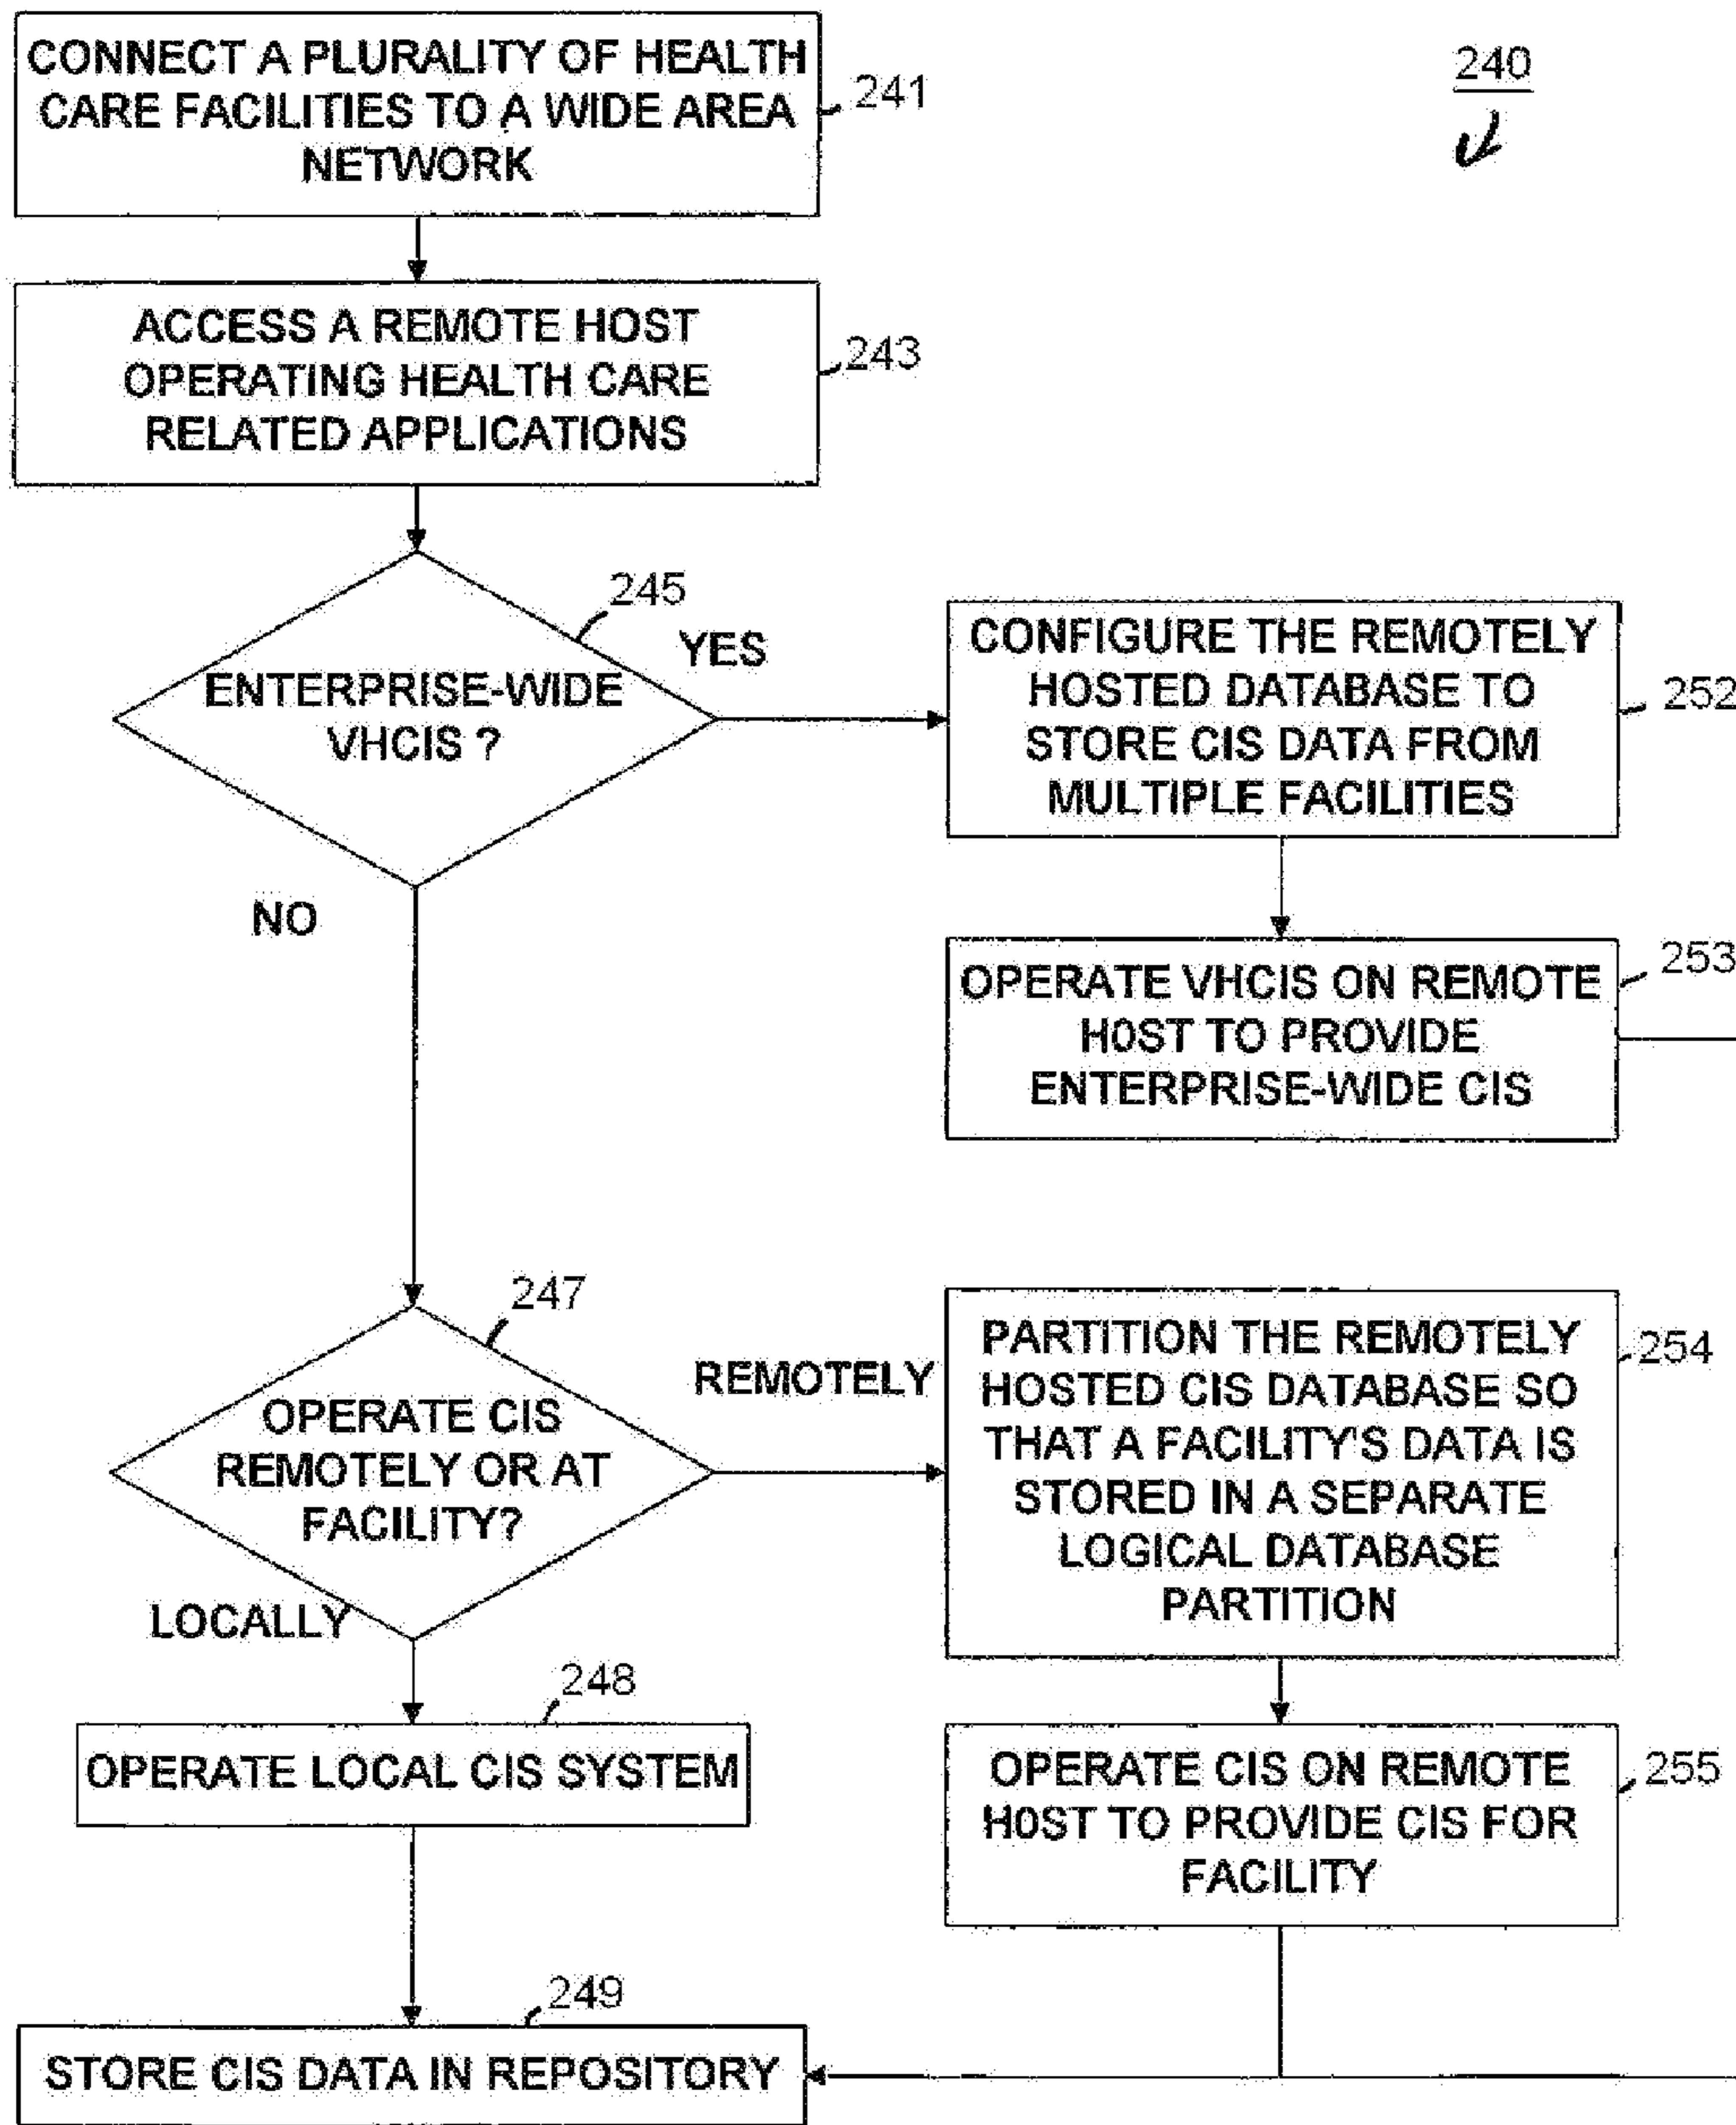 CONNECT A PLURALITY OF HEALTH
CARE FACILITIES TO A WIDE AREA
NETWORK
241
240
ACCESS A REMOTE HOST
OPERATING HEALTH CARE
RELATED APPLICATIONS
243
245
ENTERPRISE-WIDE
VHCIS ?
YES
NO
CONFIGURE THE REMOTELY
HOSTED DATABASE TO
STORE CIS DATA FROM
MULTIPLE FACILITIES
252
OPERATE VHCIS ON REMOTE
H0ST TO PROVIDE
ENTERPRISE-WIDE CIS
253
247
OPERATE CIS
REMOTELY OR AT
FACILITY?
REMOTELY
LOCALLY
PARTITION THE REMOTELY
HOSTED CIS DATABASE SO
THAT A FACILITY'S DATA IS
STORED IN A SEPARATE
LOGICAL DATABASE
PARTITION
254
248
OPERATE LOCAL CIS SYSTEM
OPERATE CIS ON REMOTE
H0ST TO PROVIDE CIS FOR
FACILITY
255
249
STORE CIS DATA IN REPOSITORY